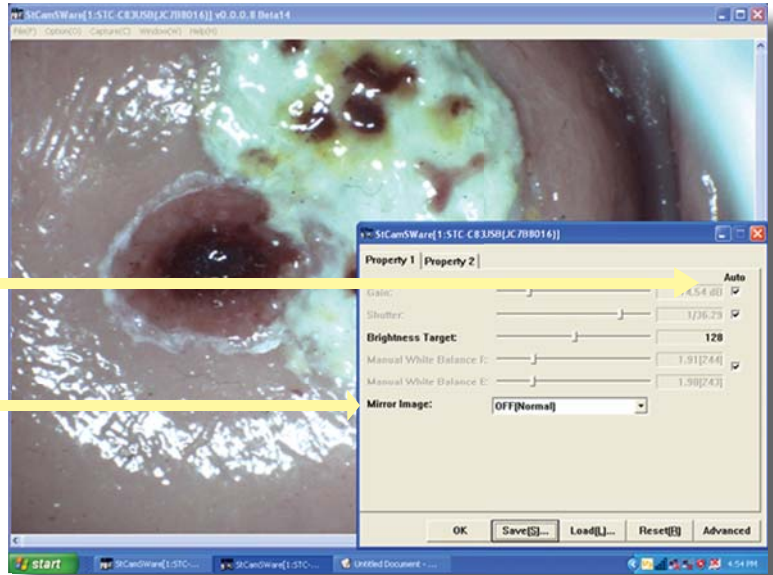 StCamSWare[1:STC-C83USB(JC7B8016)] v0.0.0.8 Beta14
File(F) Option(O) Capture(C) Window(W) Help(H)
StCamSWare[1:STC-C83USB(JC7B8016)]
Property 1 Property 2
Auto
Gain: 4.54 dB
Shutter: 1/36.29
Brightness Target: 128
Manual White Balance R: 1.91[244]
Manual White Balance B: 1.90[243]
Mirror Image: OFF(Normal)
OK Save(S)... Load(L)... Reset(R) Advanced
start StCamSWare[1:STC-... StCamSWare[1:STC-... Untitled Document - ... 4:54 PM